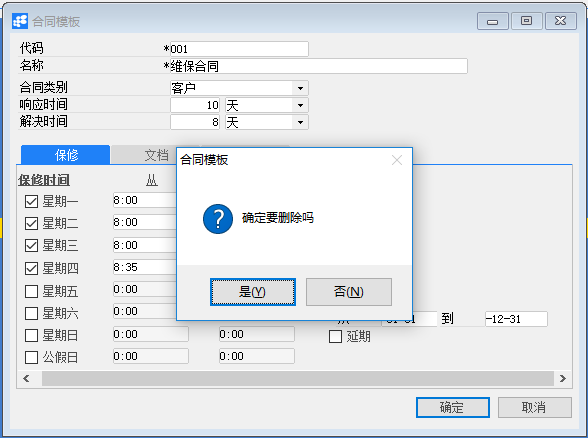 合同模板
代码 *001
名称 *维保合同
合同类别 客户
响应时间 10 天
解决时间 8 天
保修 文档
合同模板
确定要删除吗
是(Y) 否(N)
保修时间 从
星期一 8:00
星期二 8:00
星期三 8:00
星期四 8:35
星期五 0:00
星期六 0:00
到 -12-31
星期日 0:00 0:00 延期
公假日 0:00 0:00
确定 取消